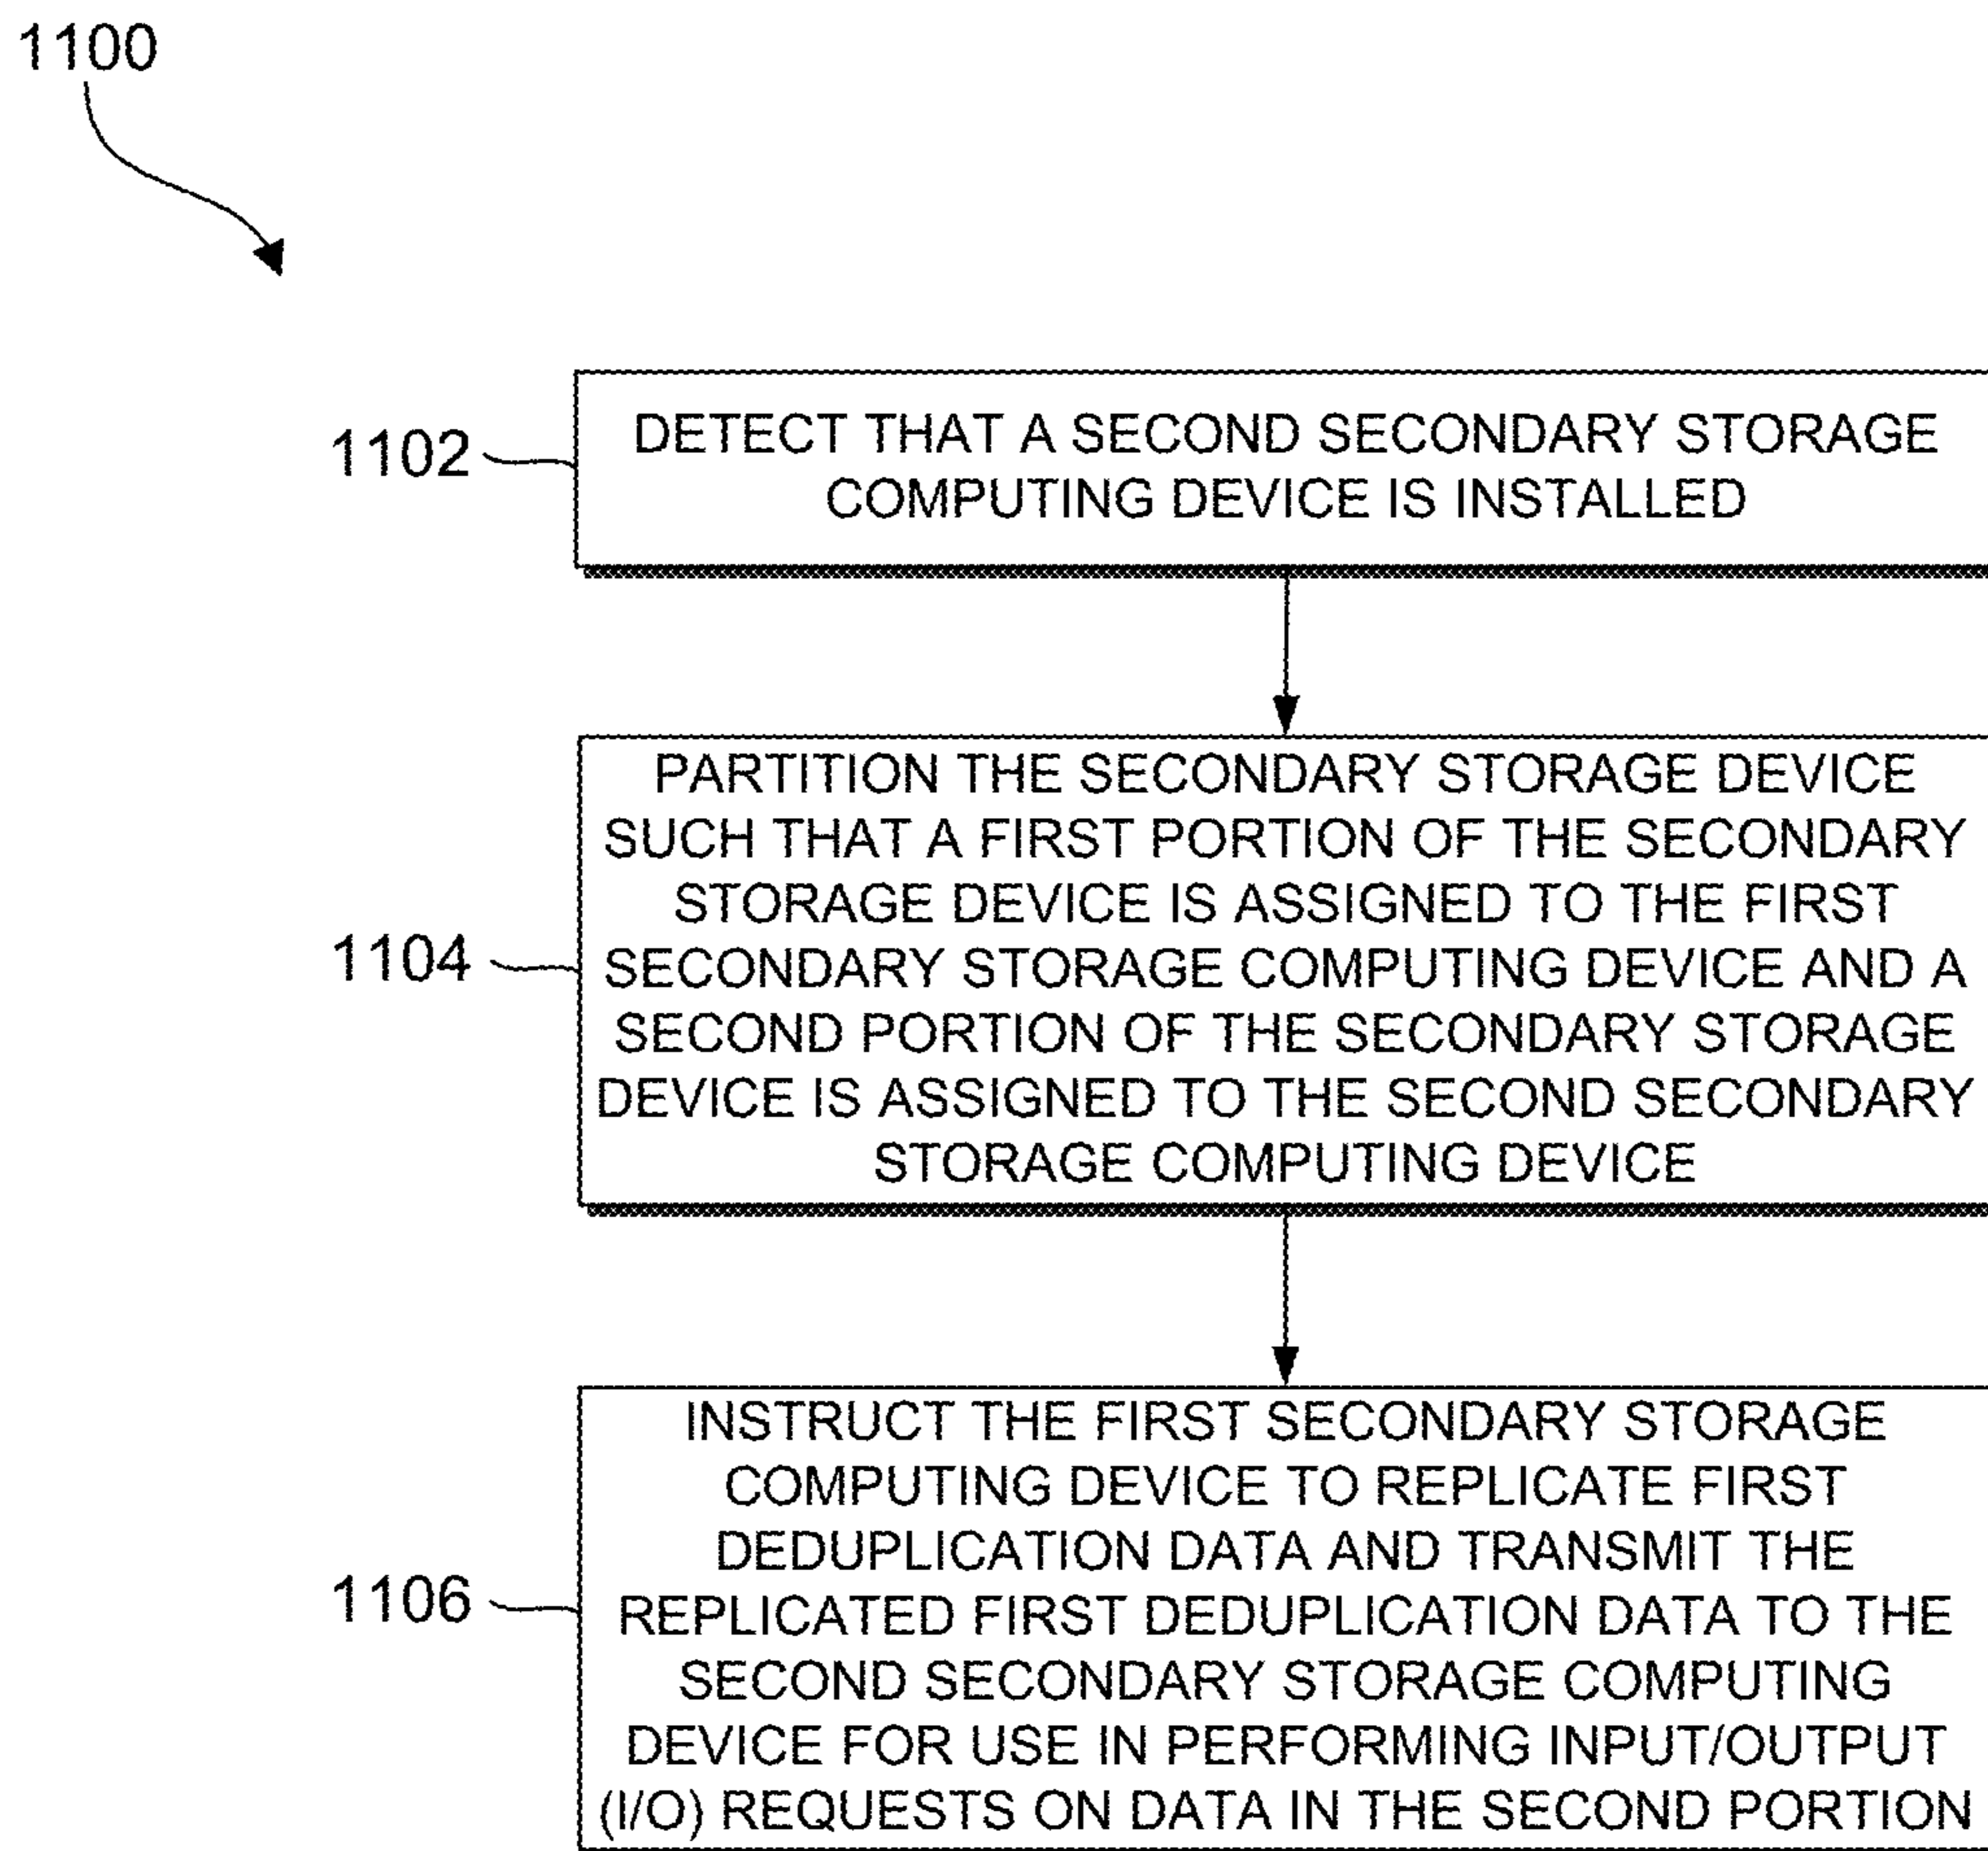 1100
1102
DETECT THAT A SECOND SECONDARY STORAGE
COMPUTING DEVICE IS INSTALLED
1104
PARTITION THE SECONDARY STORAGE DEVICE
SUCH THAT A FIRST PORTION OF THE SECONDARY
STORAGE DEVICE IS ASSIGNED TO THE FIRST
SECONDARY STORAGE COMPUTING DEVICE AND A
SECOND PORTION OF THE SECONDARY STORAGE
DEVICE IS ASSIGNED TO THE SECOND SECONDARY
STORAGE COMPUTING DEVICE
1106
INSTRUCT THE FIRST SECONDARY STORAGE
COMPUTING DEVICE TO REPLICATE FIRST
DEDUPLICATION DATA AND TRANSMIT THE
REPLICATED FIRST DEDUPLICATION DATA TO THE
SECOND SECONDARY STORAGE COMPUTING
DEVICE FOR USE IN PERFORMING INPUT/OUTPUT
(I/O) REQUESTS ON DATA IN THE SECOND PORTION